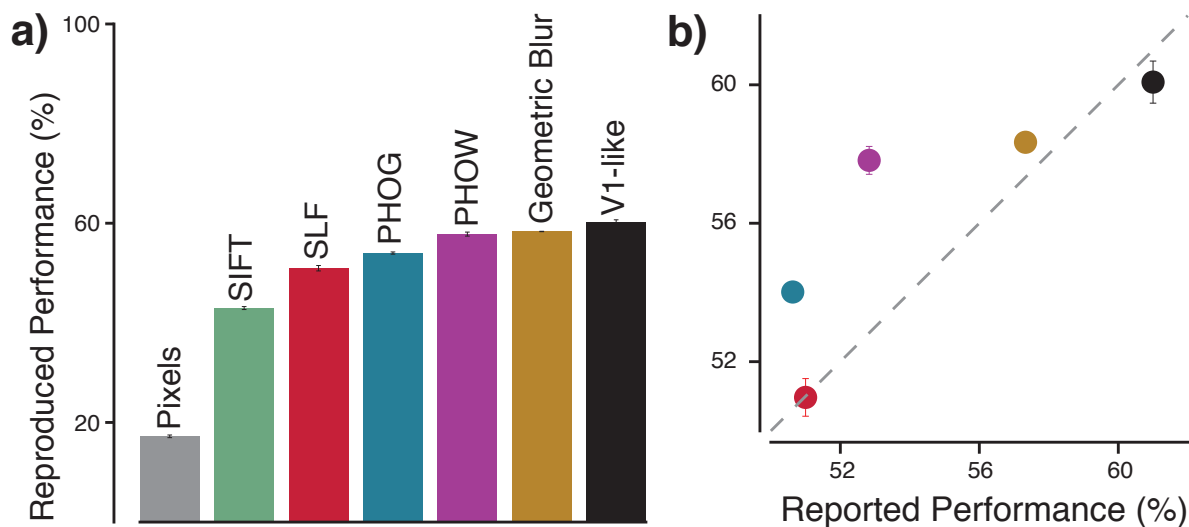 a)
100
60
20
Reproduced Performance (%)
Pixels
SIFT
SLF
PHOG
PHOW
Geometric Blur
V1-like
b)
60
56
52
52 56 60
Reported Performance (%)